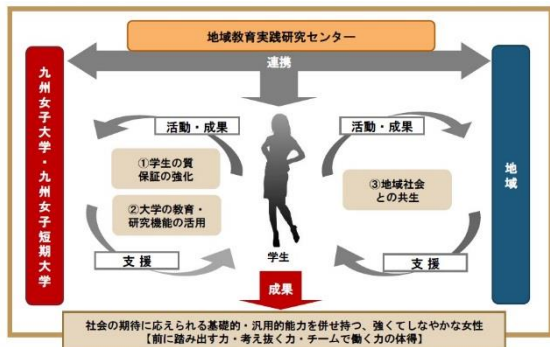 地域教育実践研究センター
連携
九州女子大学・九州女子短期大学
活動・成果
活動・成果
①学生の質
保証の強化
②大学の教育・
研究機能の活用
③地域社会
との共生
地域
学生
支援
支援
成果
社会の期待に応えられる基礎的・汎用的能力を併せ持つ、強くてしなやかな女性
【前に踏み出す力・考え抜く力・チームで働く力の体得】